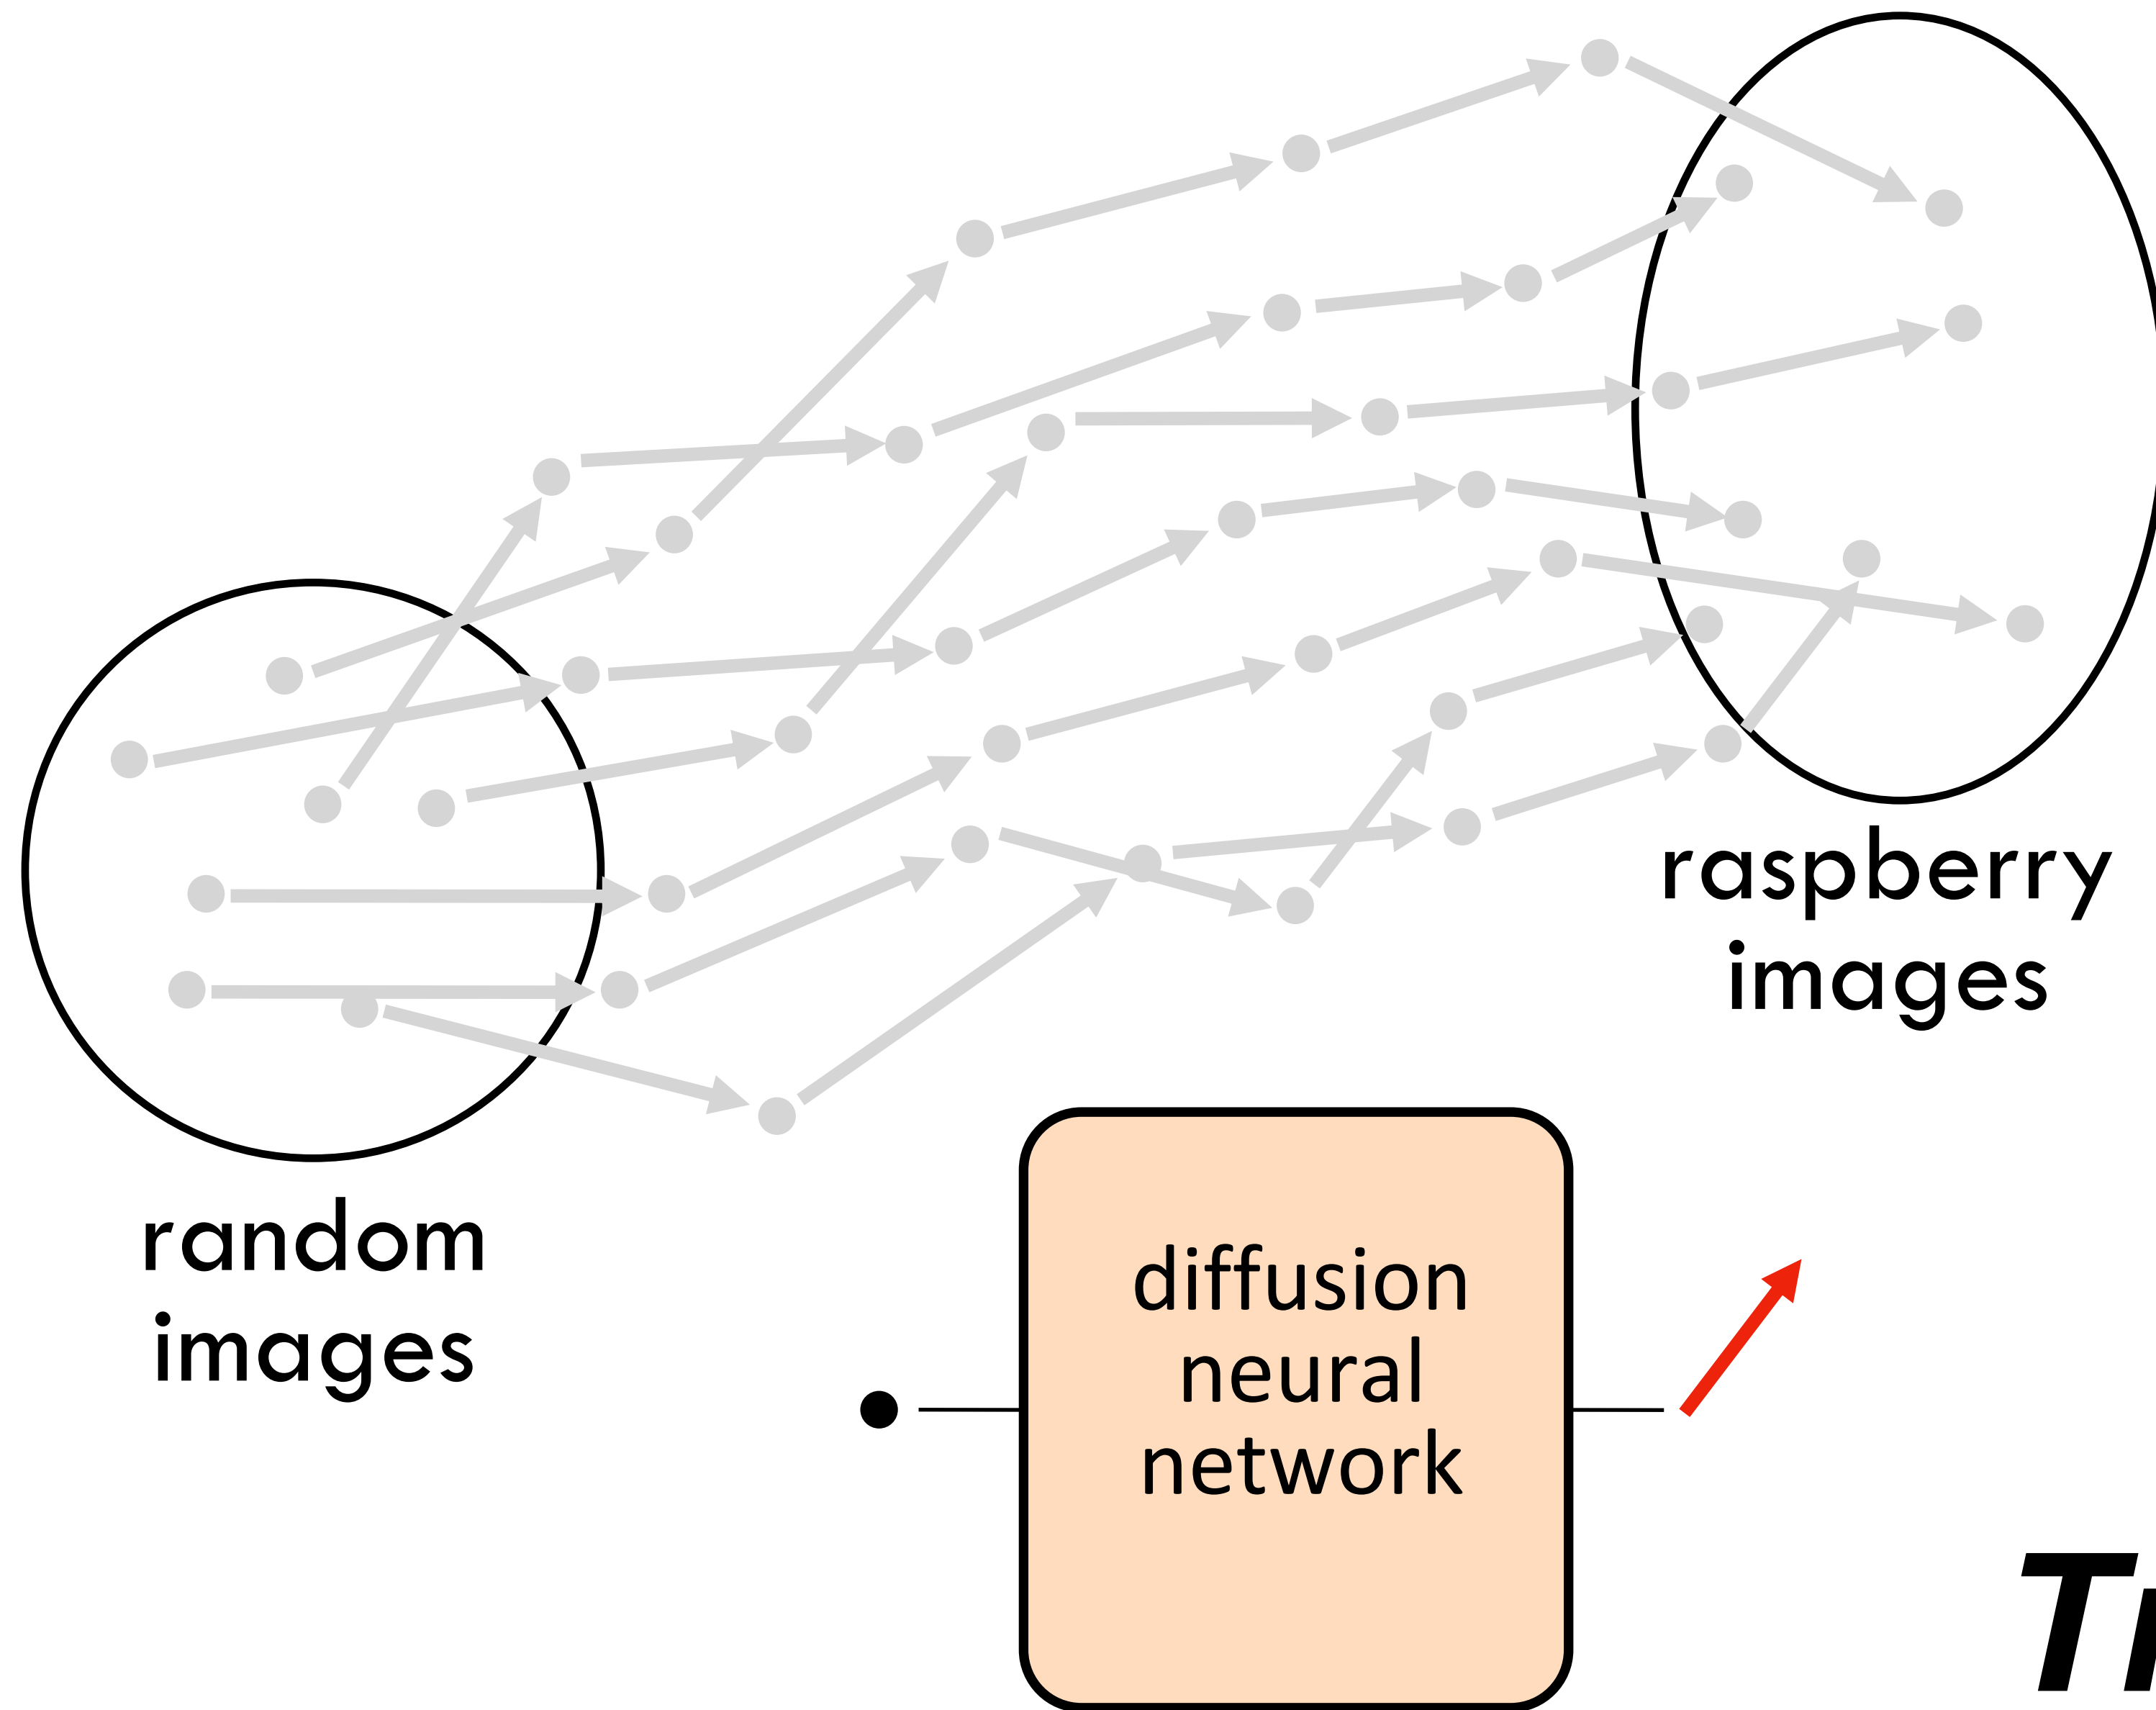 raspberry
images
random
images
diffusion
neural
network